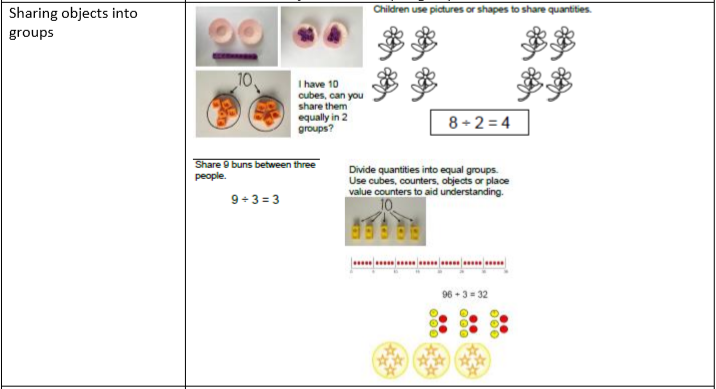 Sharing objects into
groups
Children use pictures or shapes to share quantities.
10
I have 10
cubes, can you
share them
equally in 2
groups?
8 ÷ 2 = 4
Share 9 buns between three
people.
9 ÷ 3 = 3
Divide quantities into equal groups.
Use cubes, counters, objects or place
value counters to aid understanding.
10
96 ÷ 3 = 32